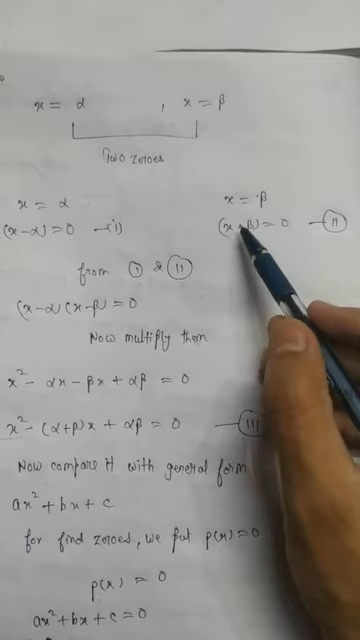 x = α , x = β
Two zeroes
x = α x = β
(x-α) = 0 —(i) (x-β) = 0 —(II)
from (I) & (II)
(x-α)(x-β) = 0
Now multiply them
x² - αx - βx + αβ = 0
x² - (α+β)x + αβ = 0 —(III)
Now compare it with general form
ax² + bx + c
for find zeroes, we put p(x) = 0
p(x) = 0
ax² + bx + c = 0